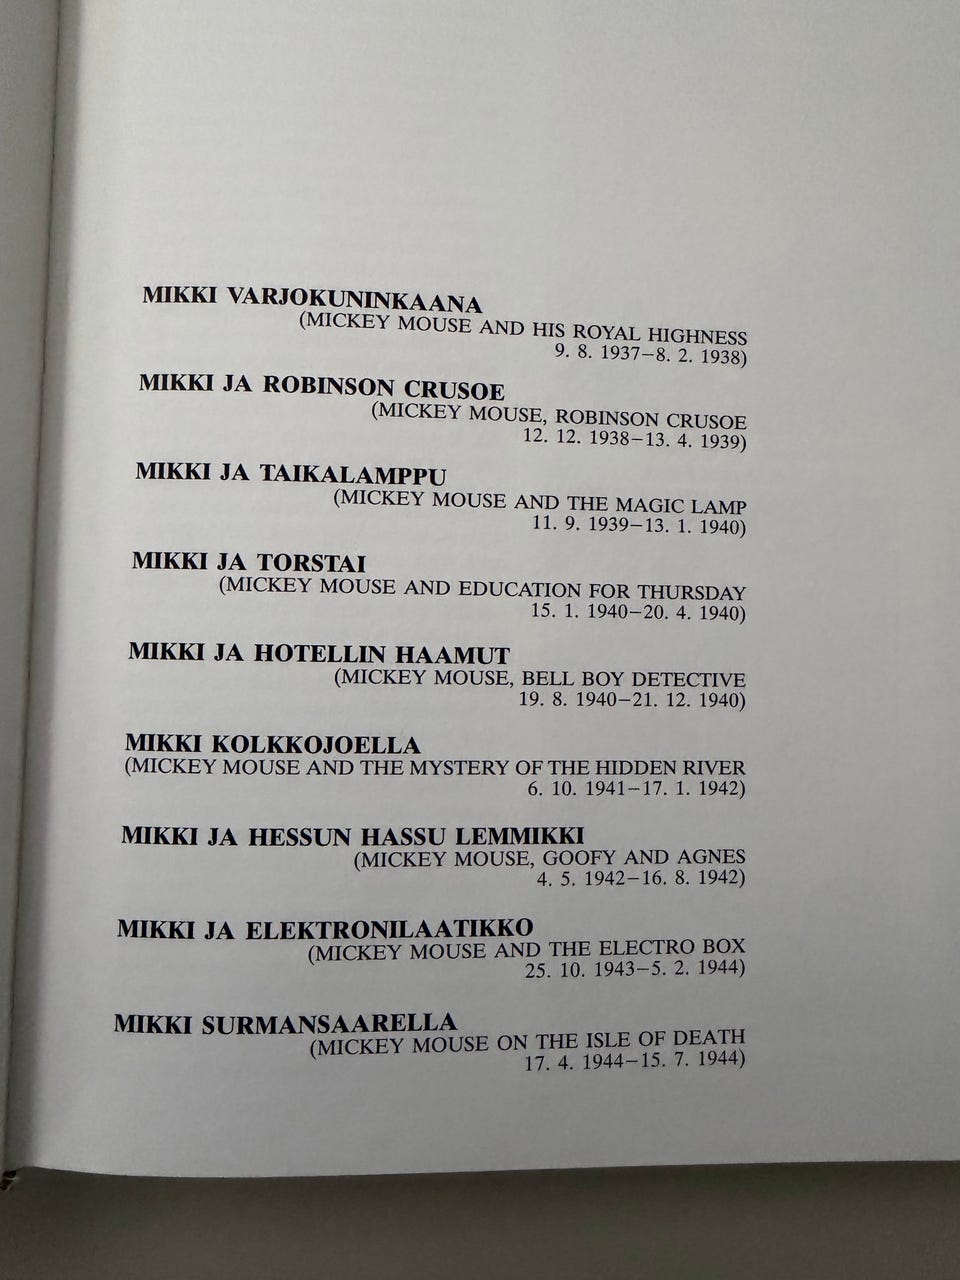 MIKKI VARJOKUNINKAANA
(MICKEY MOUSE AND HIS ROYAL HIGHNESS
9. 8. 1937–8. 2. 1938)
MIKKI JA ROBINSON CRUSOE
(MICKEY MOUSE, ROBINSON CRUSOE
12. 12. 1938–13. 4. 1939)
MIKKI JA TAIKALAMPPU
(MICKEY MOUSE AND THE MAGIC LAMP
11. 9. 1939–13. 1. 1940)
MIKKI JA TORSTAI
(MICKEY MOUSE AND EDUCATION FOR THURSDAY
15. 1. 1940–20. 4. 1940)
MIKKI JA HOTELLIN HAAMUT
(MICKEY MOUSE, BELL BOY DETECTIVE
19. 8. 1940–21. 12. 1940)
MIKKI KOLKKOJOELLA
(MICKEY MOUSE AND THE MYSTERY OF THE HIDDEN RIVER
6. 10. 1941–17. 1. 1942)
MIKKI JA HESSUN HASSU LEMMIKKI
(MICKEY MOUSE, GOOFY AND AGNES
4. 5. 1942–16. 8. 1942)
MIKKI JA ELEKTRONILAATIKKO
(MICKEY MOUSE AND THE ELECTRO BOX
25. 10. 1943–5. 2. 1944)
MIKKI SURMANSAARELLA
(MICKEY MOUSE ON THE ISLE OF DEATH
17. 4. 1944–15. 7. 1944)